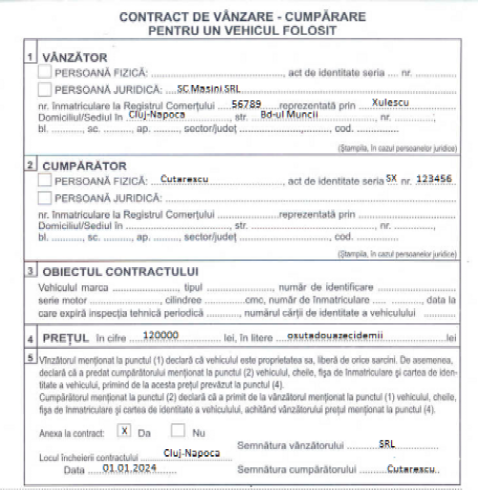 CONTRACT DE VÂNZARE - CUMPĂRARE
PENTRU UN VEHICUL FOLOSIT
1 VÂNZĂTOR
PERSOANĂ FIZICĂ: ........................, act de identitate seria .... nr. ............
PERSOANĂ JURIDICĂ: SC Masini SRL
nr. înmatriculare la Registrul Comerţului 56789 reprezentată prin Xulescu
Domiciliul/Sediul în Cluj-Napoca, str. Bd-ul Muncii, nr. ............;
bl. ........., sc. ........, ap. ........, sector/judeţ ........................, cod. ..............
(Ştampila, în cazul persoanelor juridice)
2 CUMPĂRĂTOR
PERSOANĂ FIZICĂ: Cutarescu, act de identitate seria SX nr. 123456
PERSOANĂ JURIDICĂ: ........................
nr. înmatriculare la Registrul Comerţului ..................reprezentată prin ..................
Domiciliul/Sediul în ........................, str. ........................, nr. ............;
bl. ........., sc. ........, ap. ........, sector/judeţ ........................, cod. ..............
(Ştampila, în cazul persoanelor juridice)
3 OBIECTUL CONTRACTULUI
Vehiculul marca ..................., tipul ..................., număr de identificare ...................
serie motor ..................., cilindree ............cmc, număr de înmatriculare ..... ........., data la
care expiră inspecţia tehnică periodică .........., numărul cărţii de identitate a vehiculului ..........
4 PREŢUL în cifre 120000 lei, în litere osutadouazecidemii lei
5 Vînzătorul menţionat la punctul (1) declară că vehiculul este proprietatea sa, liberă de orice sarcini. De asemenea,
declară că a predat cumpărătorului menţionat la punctul (2) vehiculul, cheile, fişa de înmatriculare şi cartea de iden-
titate a vehicului, primind de la acesta preţul prevăzut la punctul (4).
Cumpărătorul menţionat la punctul (2) declară că a primit de la vânzătorul menţionat la punctul (1) vehiculul, cheile,
fişa de înmatriculare şi cartea de identitate a vehiculului, achitând vânzătorului preţul menţionat la punctul (4).
Anexa la contract: X Da Nu
Semnătura vânzătorului SRL
Locul încheierii contractului Cluj-Napoca
Data 01.01.2024 Semnătura cumpărătorului Cutarescu..